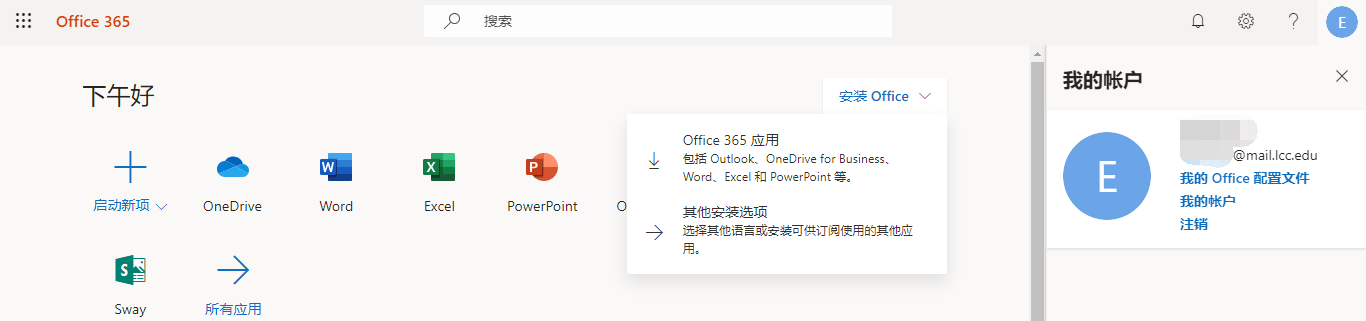 Office 365
搜索
E
下午好
安装 Office
我的帐户
Office 365 应用
包括 Outlook、OneDrive for Business、
Word、Excel 和 PowerPoint 等。
其他安装选项
选择其他语言或安装可供订阅使用的其他应
用。
启动新项
OneDrive
Word
Excel
PowerPoint
O
Sway
所有应用
E
@mail.lcc.edu
我的 Office 配置文件
我的帐户
注销